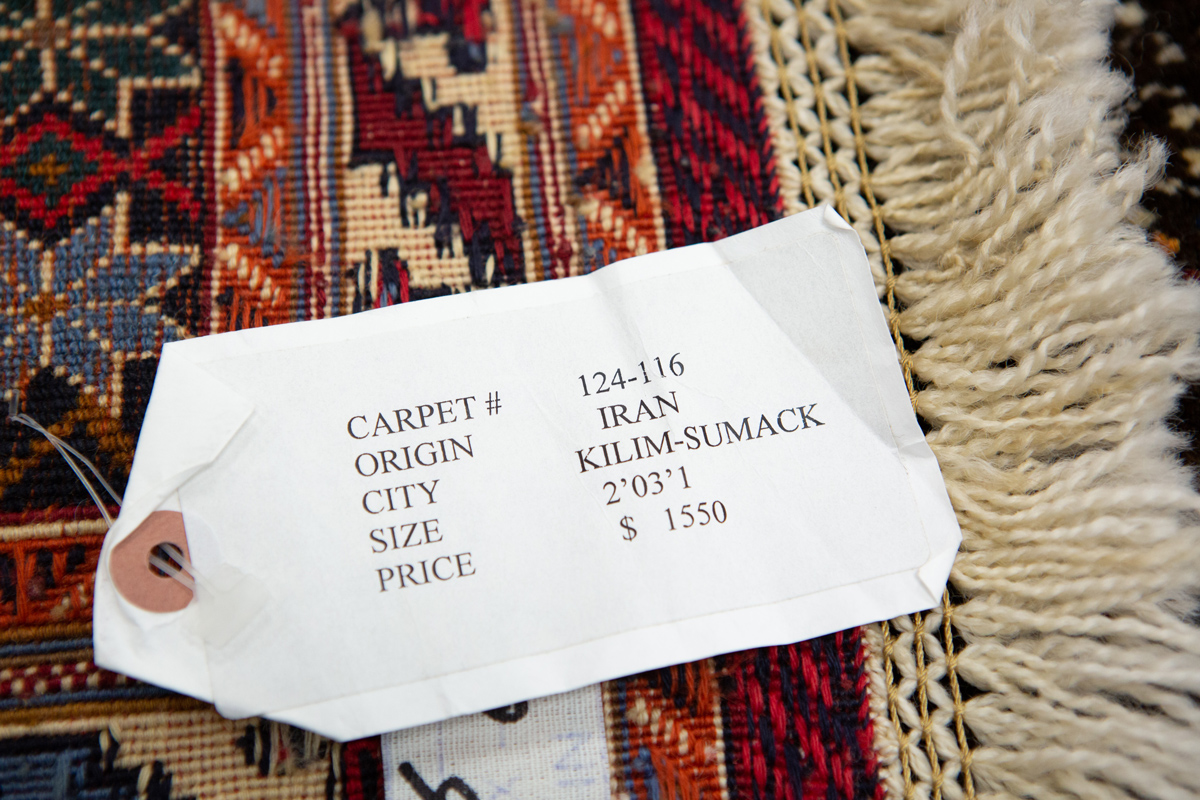 CARPET # 124-116
ORIGIN IRAN
CITY KILIM-SUMACK
SIZE 2’03’1
PRICE $ 1550